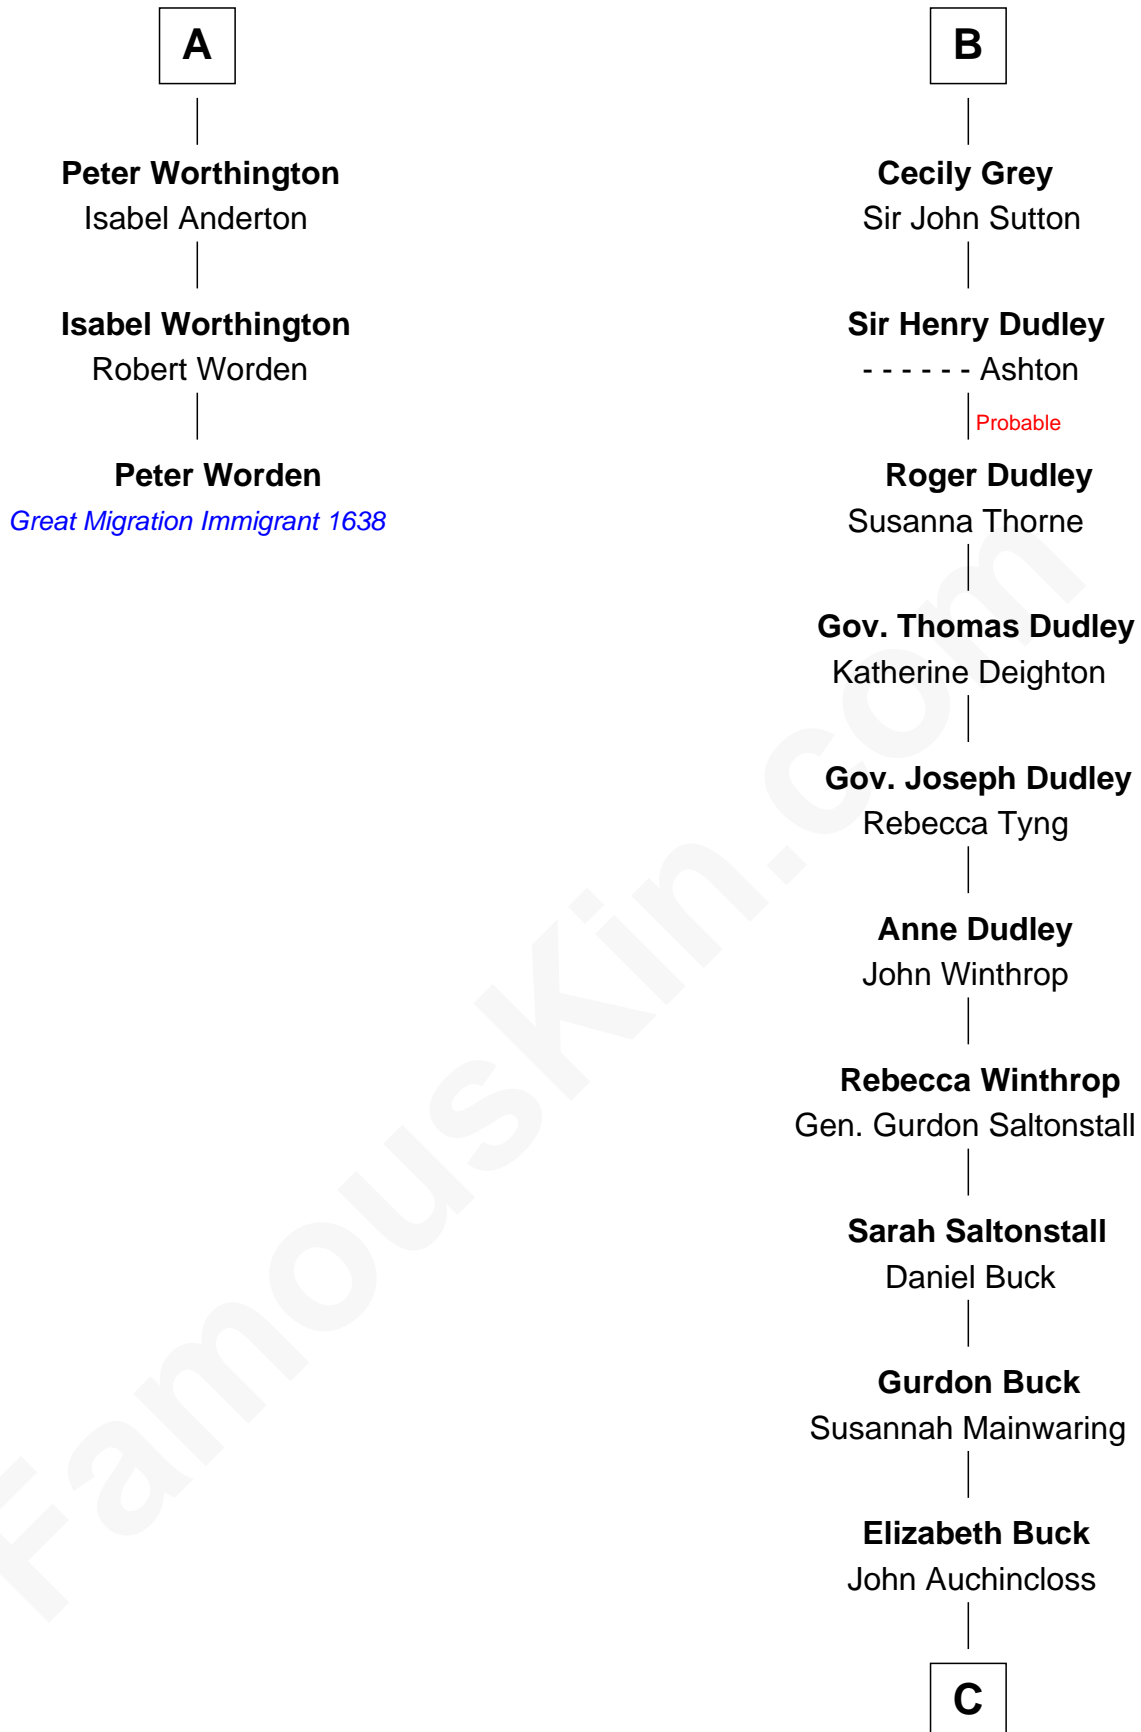 A
Peter Worthington
Isabel Anderton
Isabel Worthington
Robert Worden
Peter Worden
Great Migration Immigrant 1638
B
Cecily Grey
Sir John Sutton
Sir Henry Dudley
- - - - - - Ashton
Probable
Roger Dudley
Susanna Thorne
Gov. Thomas Dudley
Katherine Deighton
Gov. Joseph Dudley
Rebecca Tyng
Anne Dudley
John Winthrop
Rebecca Winthrop
Gen. Gurdon Saltonstall
Sarah Saltonstall
Daniel Buck
Gurdon Buck
Susannah Mainwaring
Elizabeth Buck
John Auchincloss
C
FamousKin.com